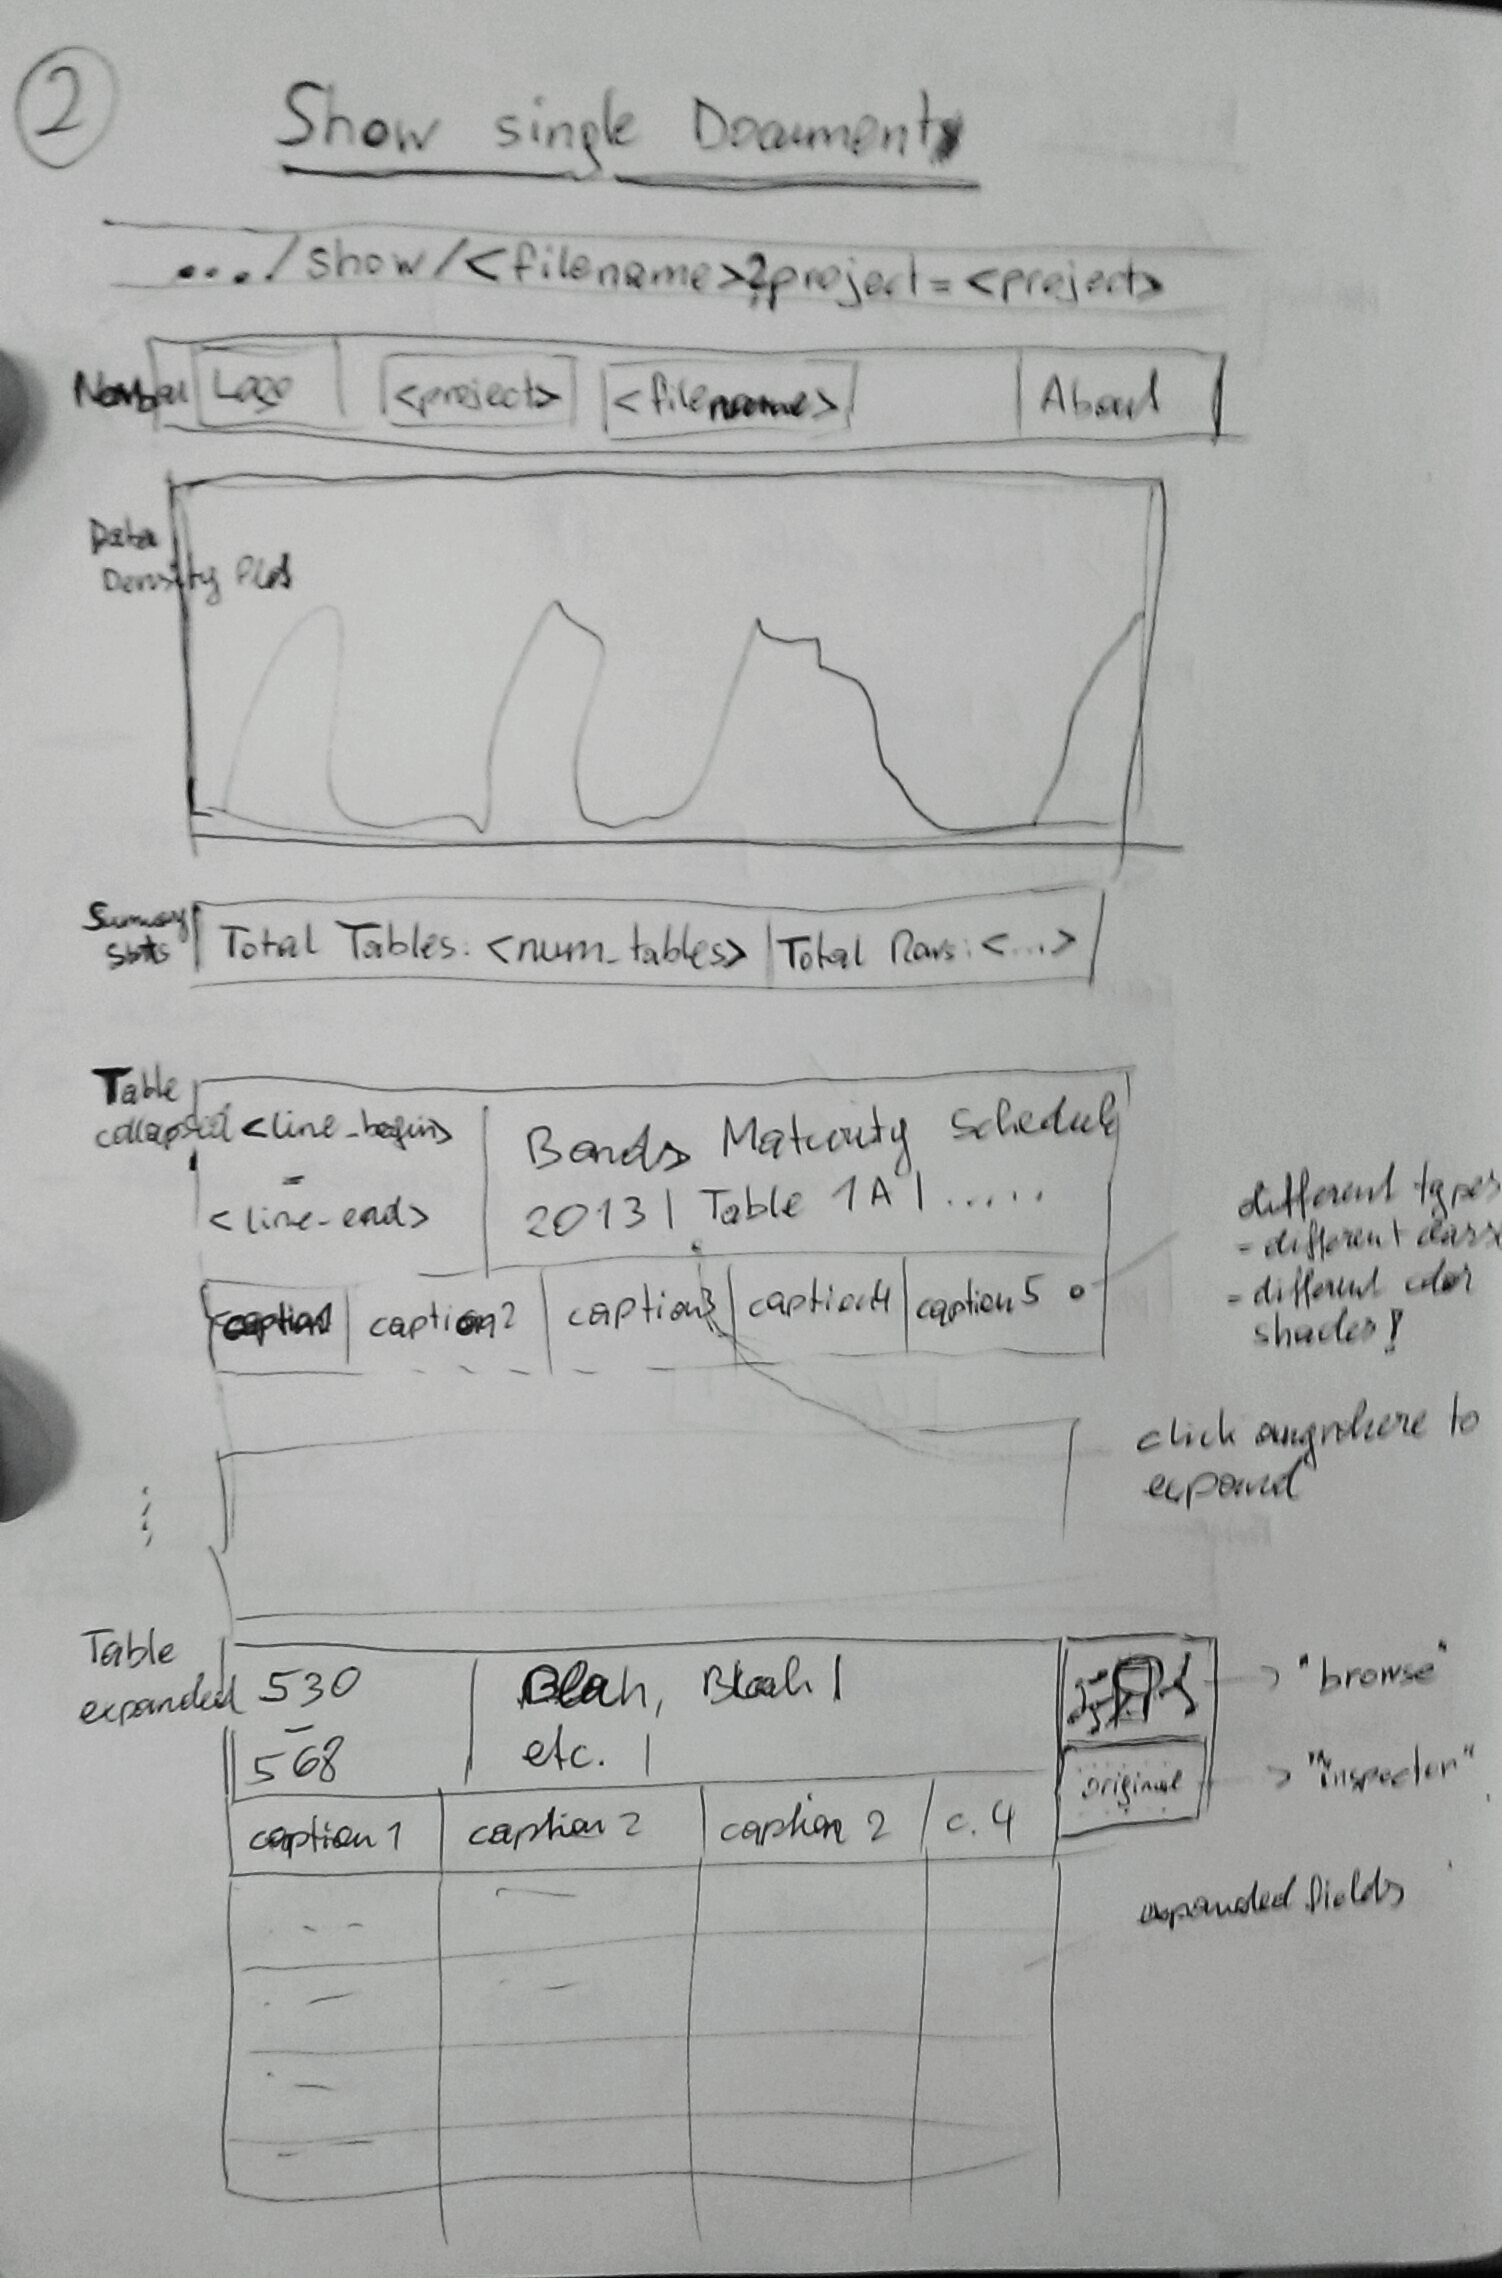 2
Show single Document
..../show/<filename>?project=<project>
Navbar Logo <project> <filename> About
Data
Density Plot
Summary
Stats
Total Tables: <num_tables> | Total Rows: <...>
Table
collapsed
<line_begin>
-
<line_end>
Bonds Maturity Schedule
2013 | Table 1A | .....
caption1 caption2 caption3 caption4 caption5
different types
- different classes
- different color
shades!
click anywhere to
expand
Table
expanded
530
-
568
Blah, Blah |
etc. |
"browse"
original "inspector"
caption 1 caption 2 caption 2 c. 4
expanded fields